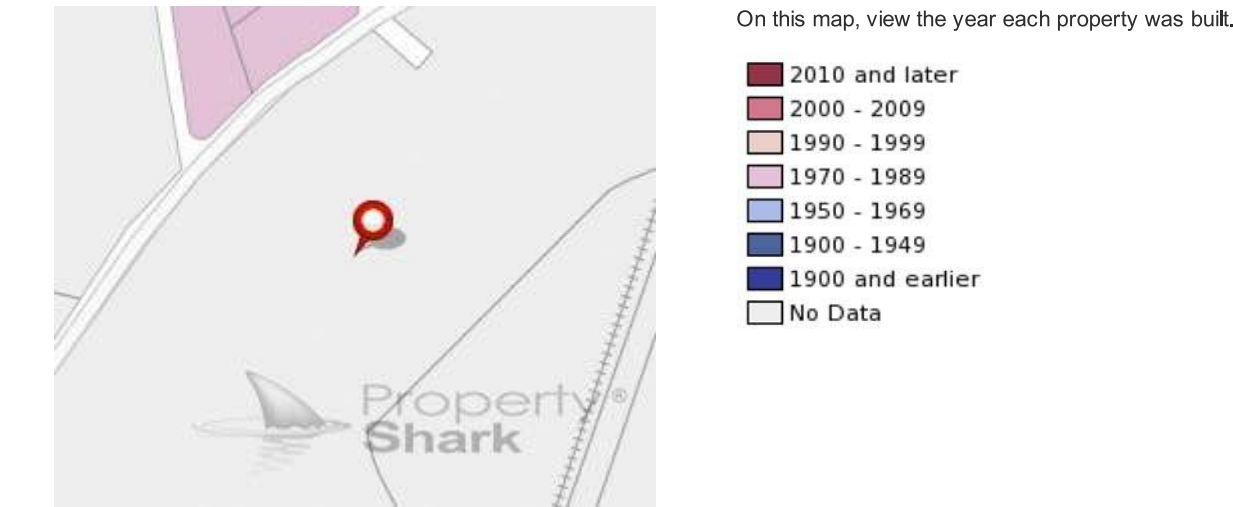 On this map, view the year each property was built.
2010 and later
2000 - 2009
1990 - 1999
1970 - 1989
1950 - 1969
1900 - 1949
1900 and earlier
No Data
Property®
Shark